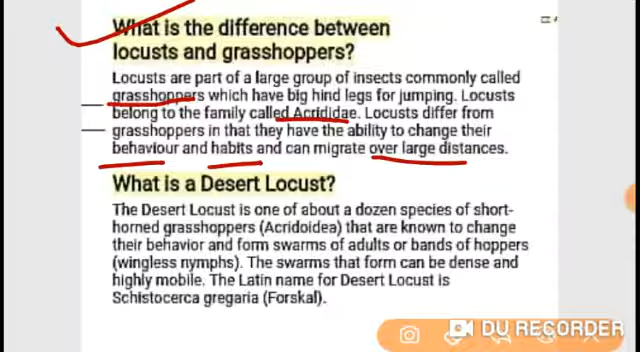 What is the difference between
locusts and grasshoppers?
Locusts are part of a large group of insects commonly called
grasshoppers which have big hind legs for jumping. Locusts
belong to the family called Acrididae. Locusts differ from
grasshoppers in that they have the ability to change their
behaviour and habits and can migrate over large distances.
What is a Desert Locust?
The Desert Locust is one of about a dozen species of short-
horned grasshoppers (Acridoidea) that are known to change
their behavior and form swarms of adults or bands of hoppers
(wingless nymphs). The swarms that form can be dense and
highly mobile. The Latin name for Desert Locust is
Schistocerca gregaria (Forskal).
DU RECORDER